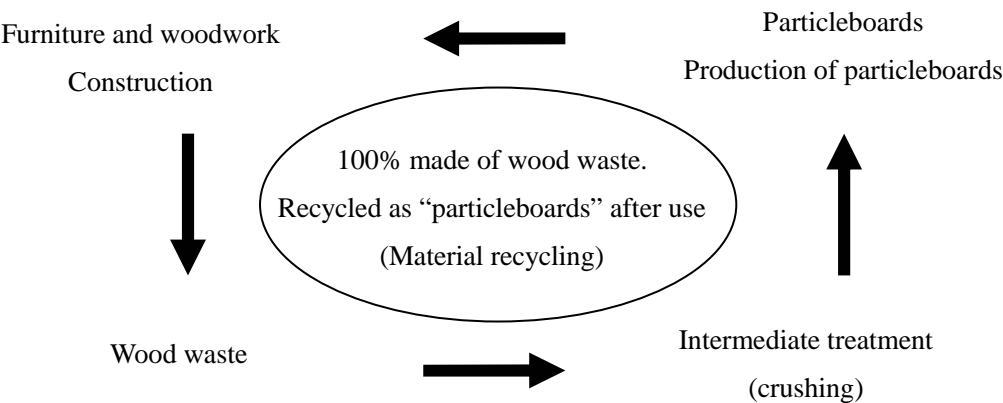 Furniture and woodwork
Construction
Particleboards
Production of particleboards
100% made of wood waste.
Recycled as “particleboards” after use
(Material recycling)
Wood waste
Intermediate treatment
(crushing)